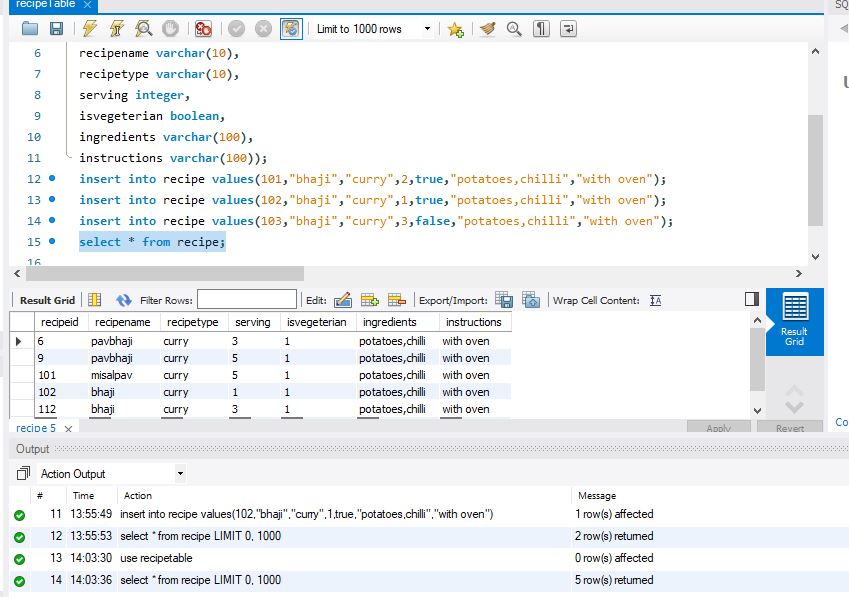 recipeTable
SQ
Limit to 1000 rows
6 recipename varchar(10),
7 recipetype varchar(10),
8 serving integer,
9 isvegeterian boolean,
10 ingredients varchar(100),
11 instructions varchar(100));
12 insert into recipe values(101,"bhaji","curry",2,true,"potatoes,chilli","with oven");
13 insert into recipe values(102,"bhaji","curry",1,true,"potatoes,chilli","with oven");
14 insert into recipe values(103,"bhaji","curry",3,false,"potatoes,chilli","with oven");
15 select * from recipe;
16
Result Grid Filter Rows: Edit: Export/Import: Wrap Cell Content:
recipeid recipename recipetype serving isvegeterian ingredients instructions
6 pavbhaji curry 3 1 potatoes,chilli with oven
9 pavbhaji curry 5 1 potatoes,chilli with oven
101 misalpav curry 5 1 potatoes,chilli with oven
102 bhaji curry 1 1 potatoes,chilli with oven
112 bhaji curry 3 1 potatoes,chilli with oven
Result
Grid
recipe 5 Apply Revert
Co
Output
Action Output
# Time Action Message
11 13:55:49 insert into recipe values(102,"bhaji","curry",1,true,"potatoes,chilli","with oven") 1 row(s) affected
12 13:55:53 select * from recipe LIMIT 0, 1000 2 row(s) returned
13 14:03:30 use recipetable 0 row(s) affected
14 14:03:36 select * from recipe LIMIT 0, 1000 5 row(s) returned